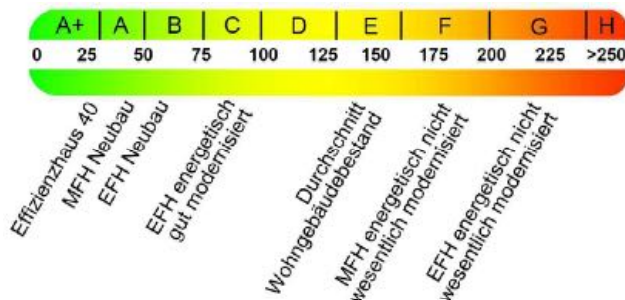 A+ A B C D E F G H
0 25 50 75 100 125 150 175 200 225 >250
Effizienzhaus 40
MFH Neubau
EFH Neubau
EFH energetisch
gut modernisiert
Durchschnitt
Wohngebäudebestand
MFH energetisch nicht
wesentlich modernisiert
EFH energetisch nicht
wesentlich modernisiert